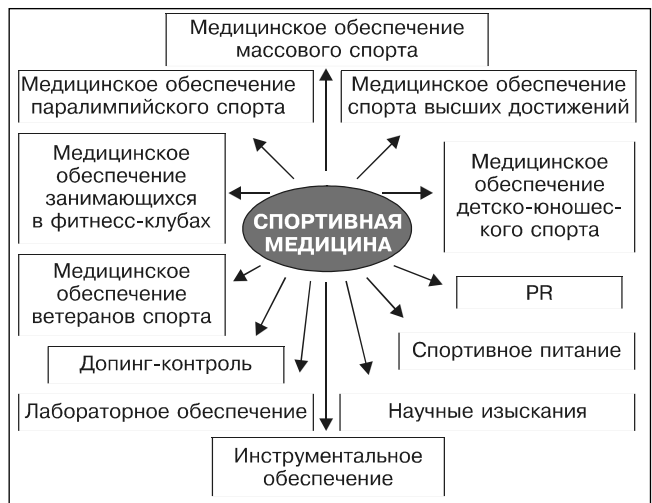 Медицинское обеспечение
массового спорта
Медицинское обеспечение
паралимпийского спорта
Медицинское обеспечение
спорта высших достижений
Медицинское
обеспечение
занимающихся
в фитнесс-клубах
Медицинское
обеспечение
детско-юношес-
кого спорта
СПОРТИВНАЯ
МЕДИЦИНА
Медицинское
обеспечение
ветеранов спорта
PR
Допинг-контроль
Спортивное питание
Лабораторное обеспечение
Научные изыскания
Инструментальное
обеспечение